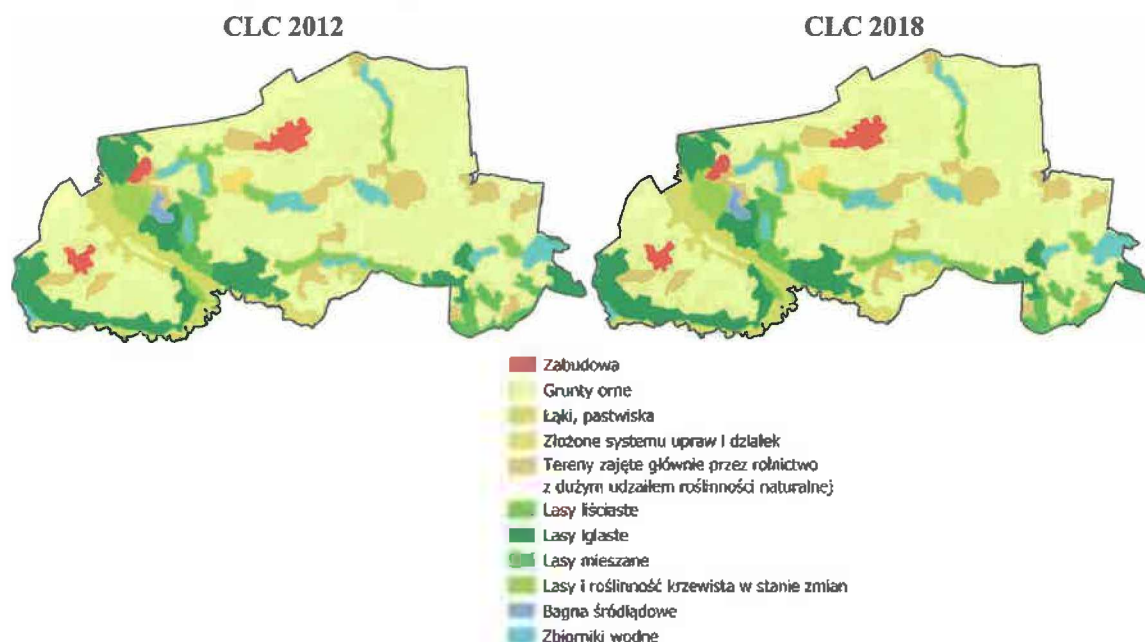 CLC 2012
CLC 2018
Zabudowa
Grunty orne
Łąki, pastwiska
Złożone systemu upraw i działek
Tereny zajęte głównie przez rolnictwo
z dużym udziałem roślinności naturalnej
Lasy liściaste
Lasy iglaste
Lasy mieszane
Lasy i roślinność krzewista w stanie zmian
Bagna śródlądowe
Zbiorniki wodne